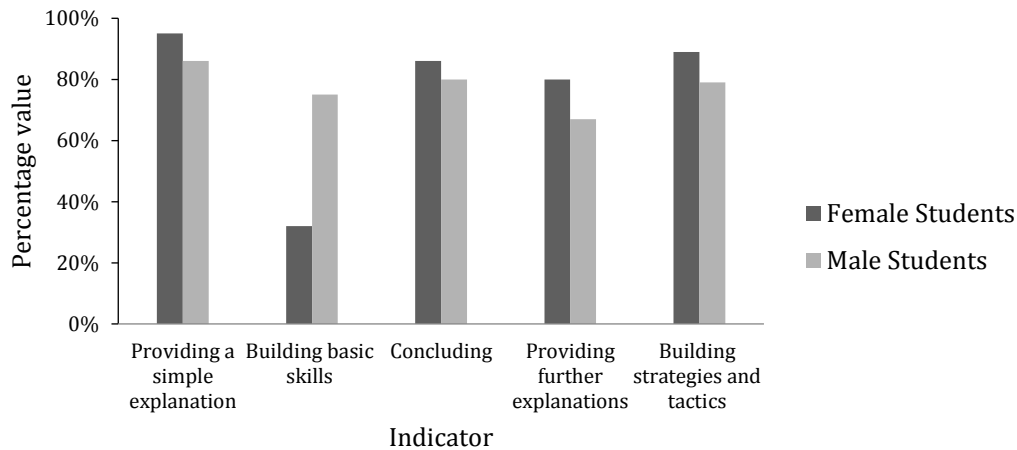 100%
80%
60%
40%
20%
0%
Percentage value
Providing a
simple
explanation
Building basic
skills
Concluding
Providing
further
explanations
Building
strategies and
tactics
Indicator
Female Students
Male Students